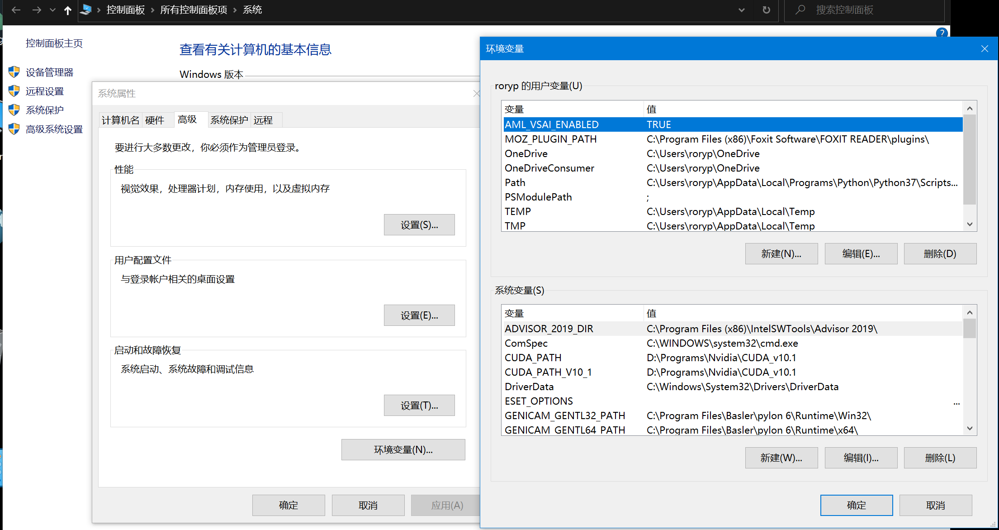 控制面板 › 所有控制面板项 › 系统
搜索控制面板
控制面板主页
设备管理器
远程设置
系统保护
高级系统设置
查看有关计算机的基本信息
Windows 版本
?
系统属性
计算机名 硬件 高级 系统保护 远程
要进行大多数更改，你必须作为管理员登录。
性能
视觉效果，处理器计划，内存使用，以及虚拟内存
设置(S)...
用户配置文件
与登录帐户相关的桌面设置
设置(E)...
启动和故障恢复
系统启动、系统故障和调试信息
设置(T)...
环境变量(N)...
确定 取消 应用(A)
环境变量
roryp 的用户变量(U)
变量 值
AML_VSAI_ENABLED TRUE
MOZ_PLUGIN_PATH C:\Program Files (x86)\Foxit Software\FOXIT READER\plugins\
OneDrive C:\Users\roryp\OneDrive
OneDriveConsumer C:\Users\roryp\OneDrive
Path C:\Users\roryp\AppData\Local\Programs\Python\Python37\Scripts...
PSModulePath ;
TEMP C:\Users\roryp\AppData\Local\Temp
TMP C:\Users\roryp\AppData\Local\Temp
新建(N)... 编辑(E)... 删除(D)
系统变量(S)
变量 值
ADVISOR_2019_DIR C:\Program Files (x86)\IntelSWTools\Advisor 2019\
ComSpec C:\WINDOWS\system32\cmd.exe
CUDA_PATH D:\Programs\Nvidia\CUDA_v10.1
CUDA_PATH_V10_1 D:\Programs\Nvidia\CUDA_v10.1
DriverData C:\Windows\System32\Drivers\DriverData
ESET_OPTIONS ...
GENICAM_GENTL32_PATH C:\Program Files\Basler\pylon 6\Runtime\Win32\
GENICAM_GENTL64_PATH C:\Program Files\Basler\pylon 6\Runtime\x64\
新建(W)... 编辑(I)... 删除(L)
确定 取消